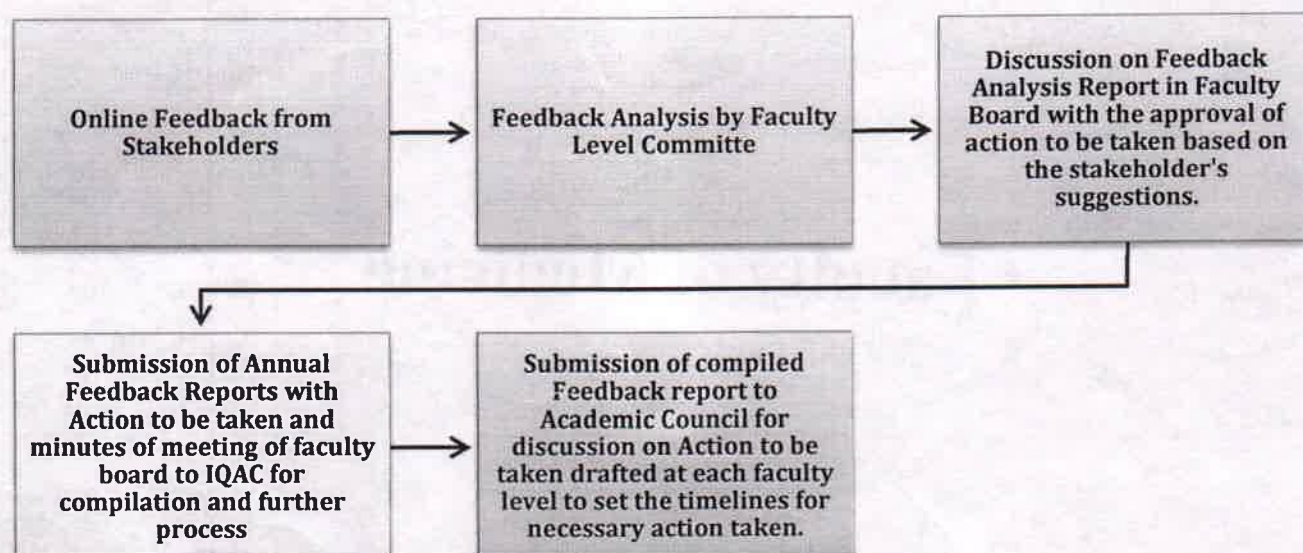 Online Feedback from
Stakeholders
Feedback Analysis by Faculty
Level Committe
Discussion on Feedback
Analysis Report in Faculty
Board with the approval of
action to be taken based on
the stakeholder's
suggestions.
Submission of Annual
Feedback Reports with
Action to be taken and
minutes of meeting of faculty
board to IQAC for
compilation and further
process
Submission of compiled
Feedback report to
Academic Council for
discussion on Action to be
taken drafted at each faculty
level to set the timelines for
necessary action taken.